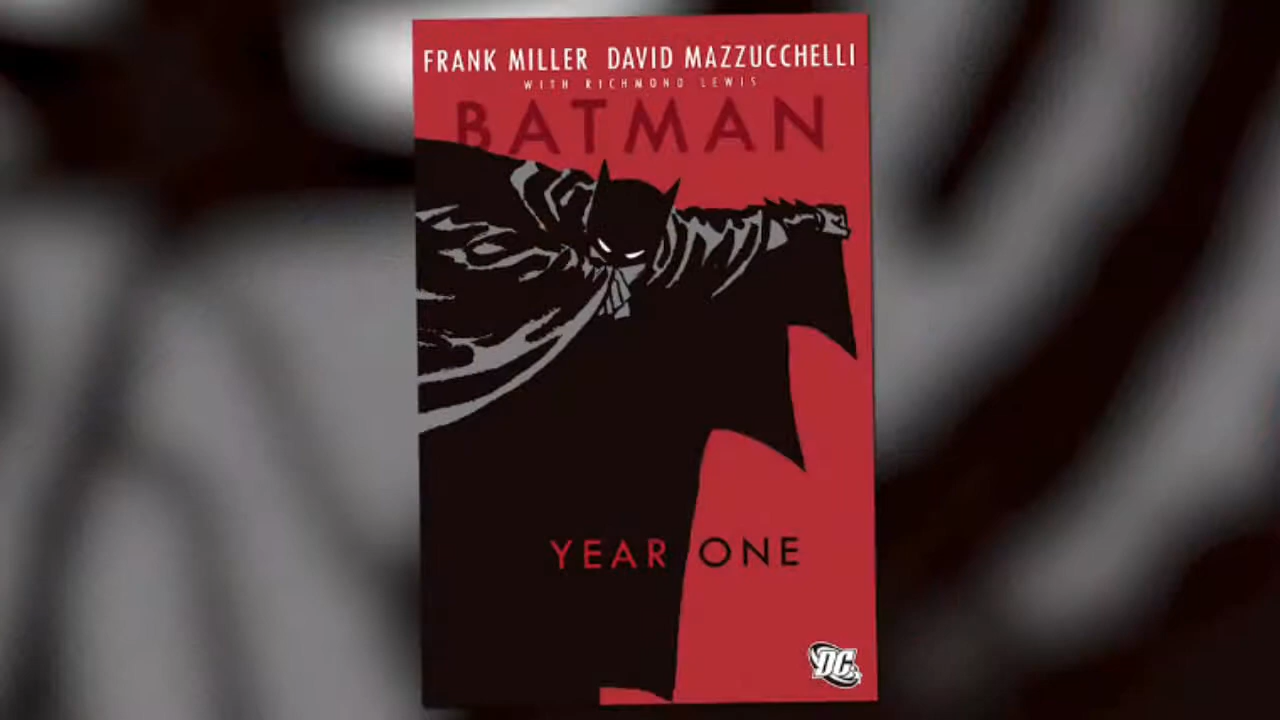 FRANK MILLER DAVID MAZZUCCHELLI
WITH RICHMOND LEWIS
BATMAN
YEAR ONE
DC